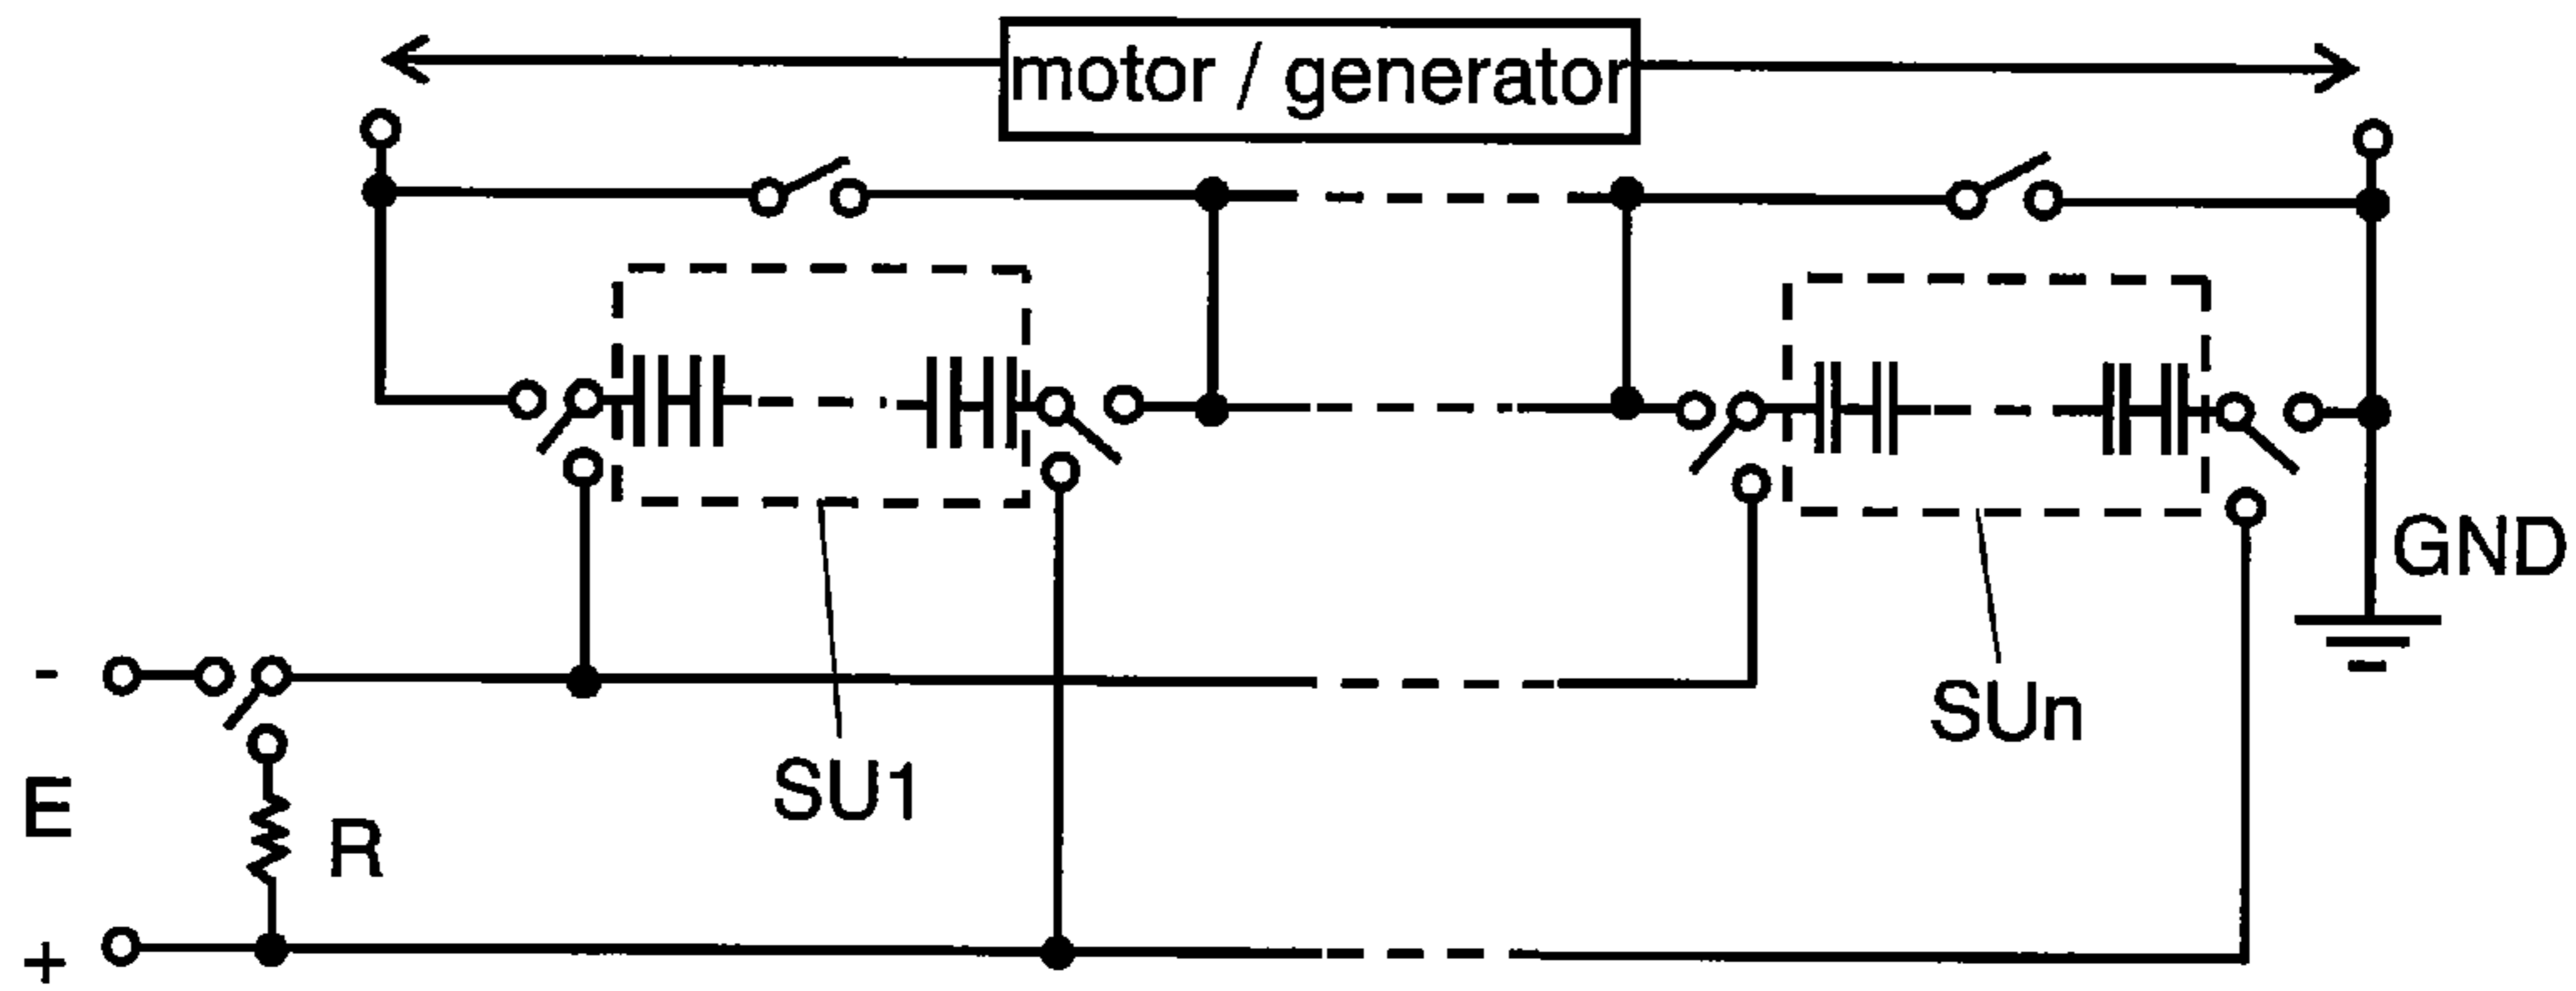 motor / generator
GND
-
SUn
SU1
E
R
+